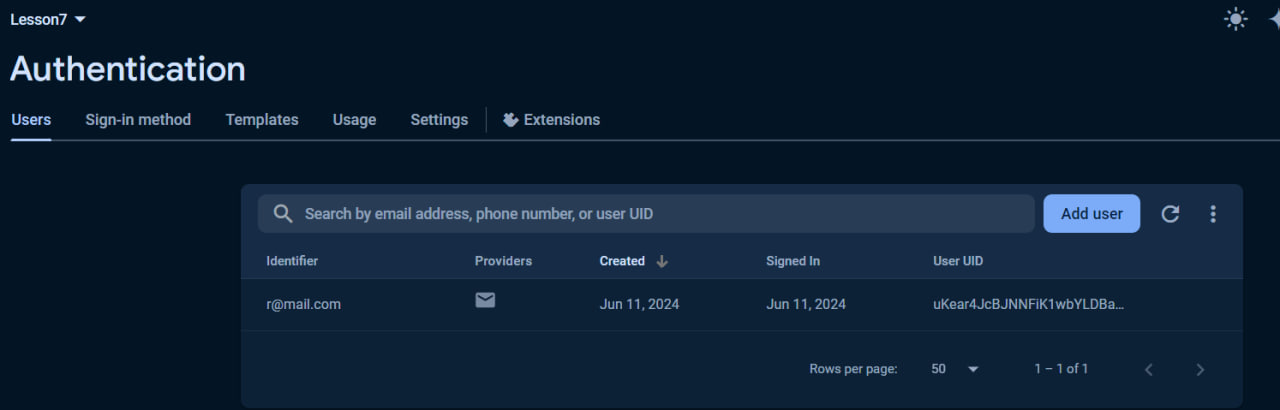 Lesson7
Authentication
Users Sign-in method Templates Usage Settings Extensions
Search by email address, phone number, or user UID Add user
Identifier Providers Created Signed In User UID
r@mail.com Jun 11, 2024 Jun 11, 2024 uKear4JcBJNNFiK1wbYLDBa...
Rows per page: 50 1 – 1 of 1